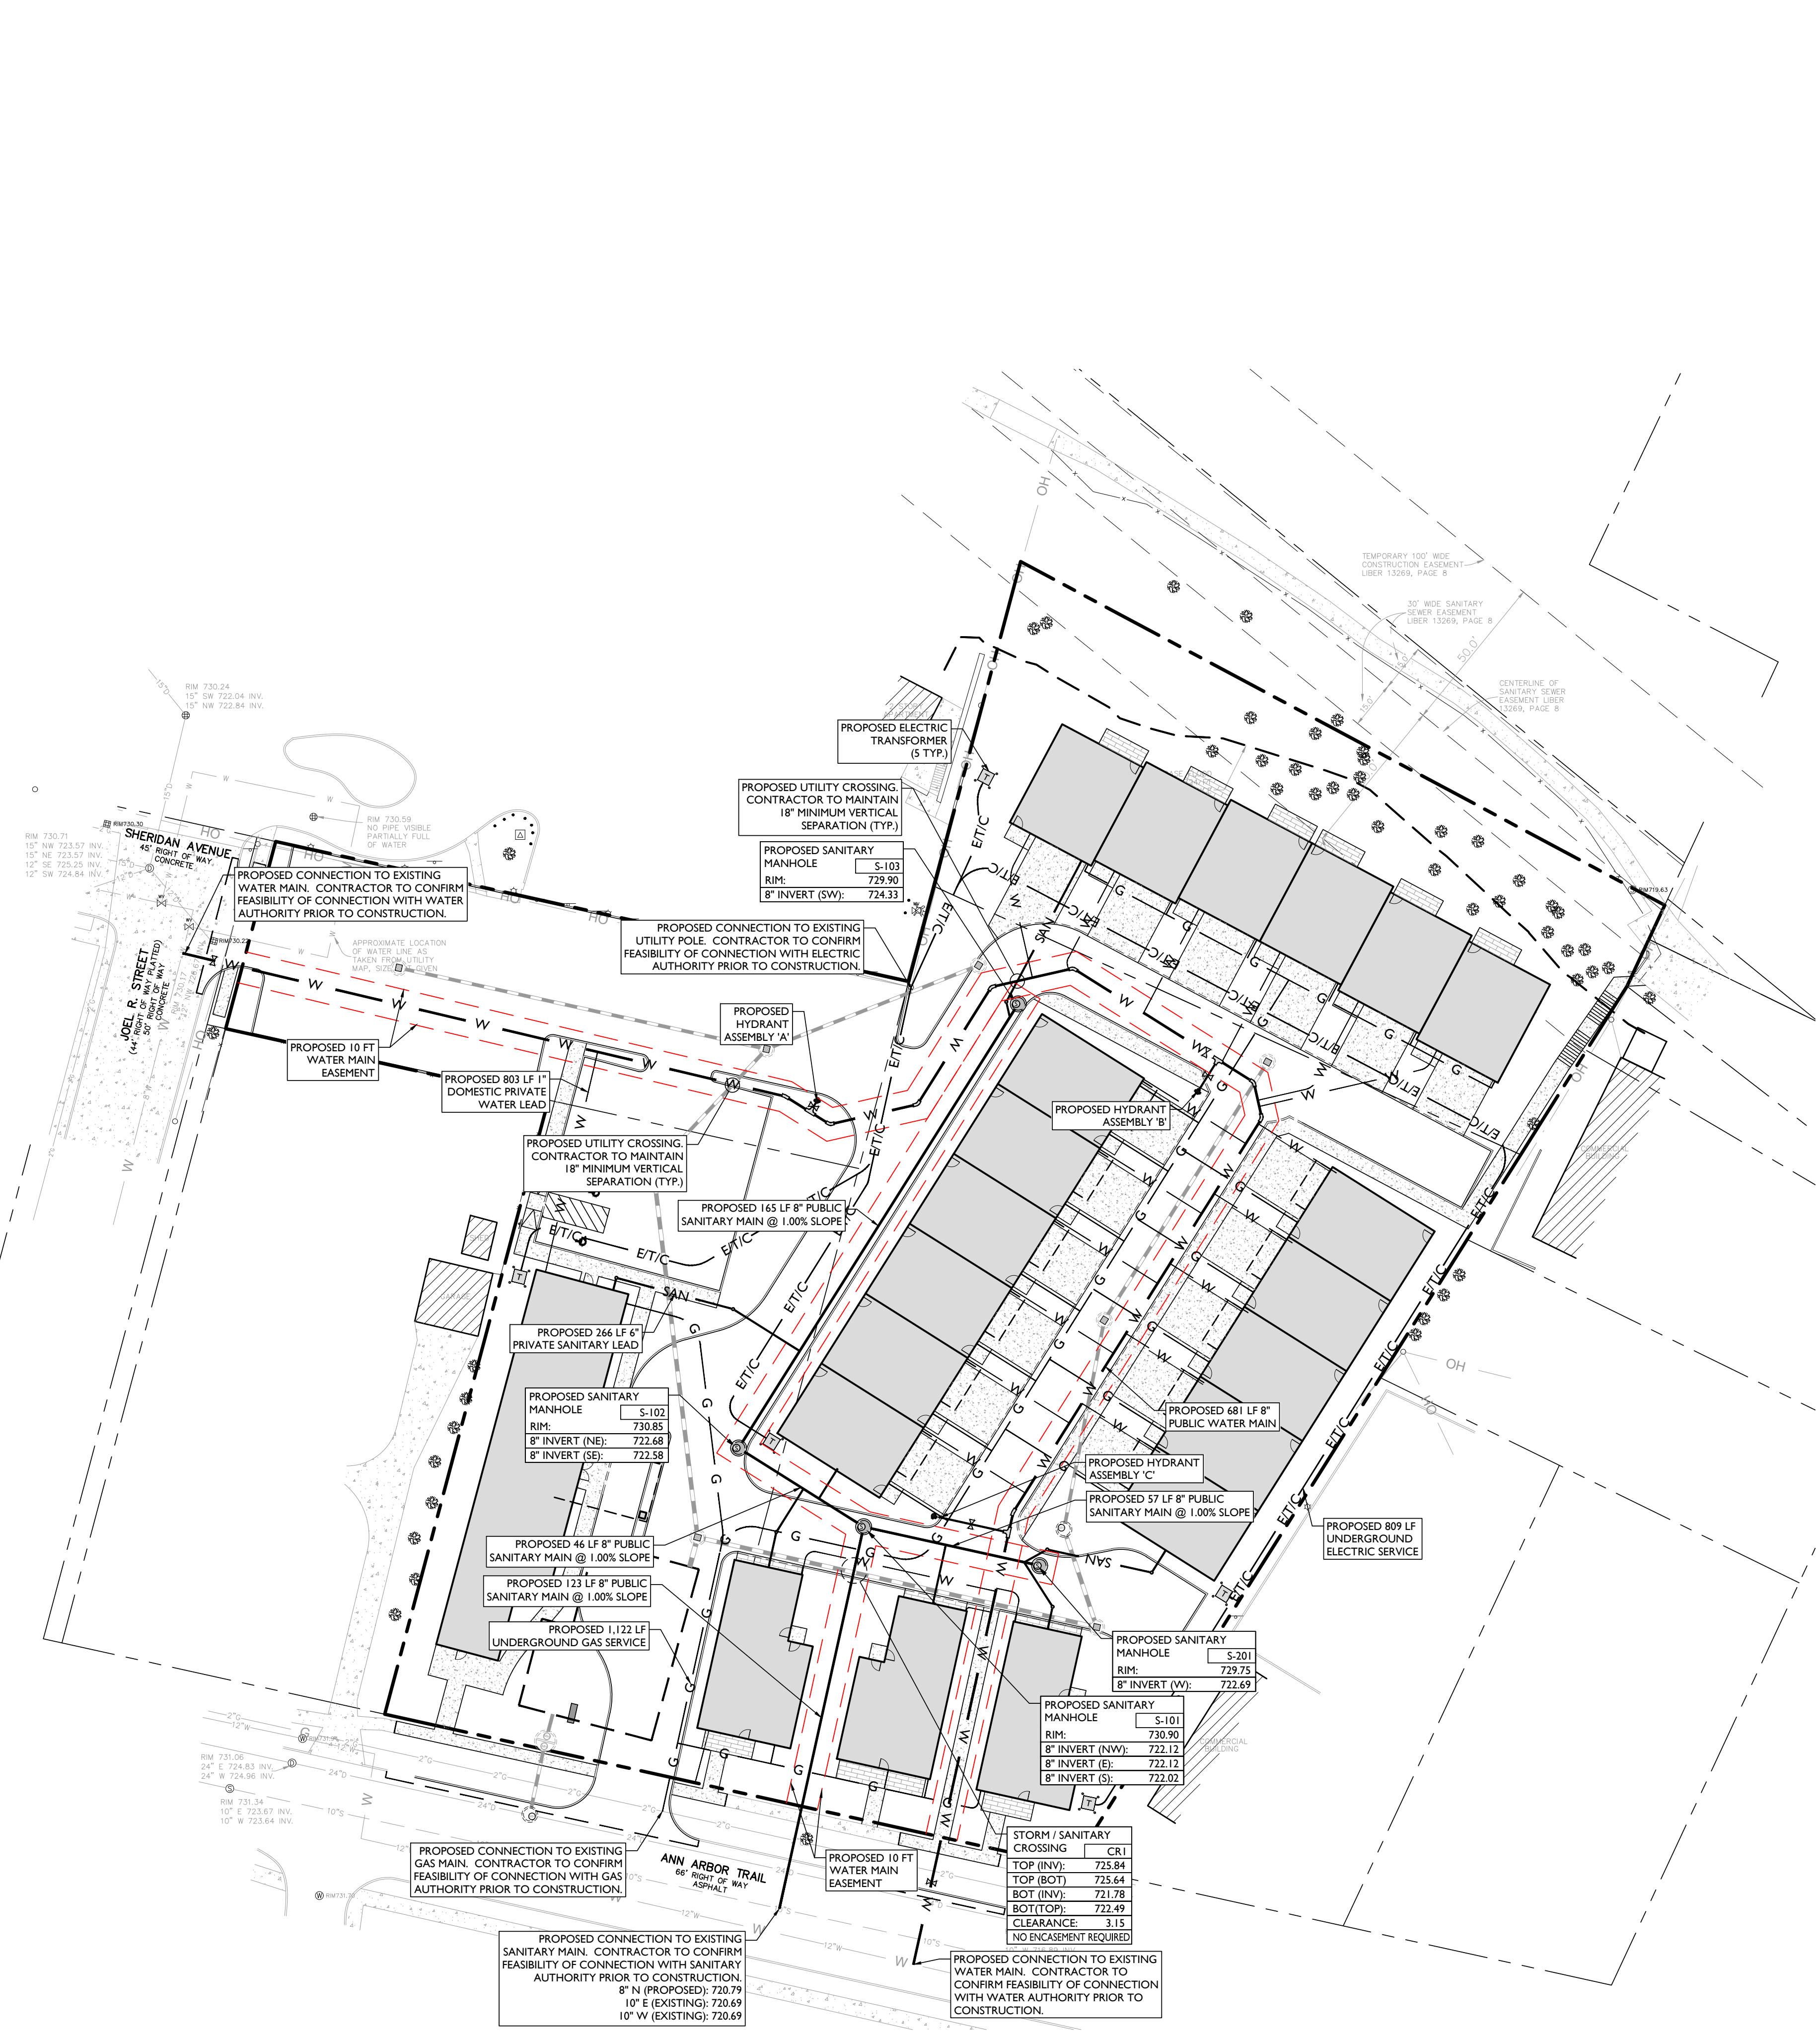 TEMPORARY 100' WIDE
CONSTRUCTION EASEMENT
LIBER 13269, PAGE 8
30' WIDE SANITARY
SEWER EASEMENT
LIBER 13269, PAGE 8
50.0'
15.0'
15.0'
CENTERLINE OF
SANITARY SEWER
EASEMENT LIBER
13269, PAGE 8
RIM 730.24
15" SW 722.04 INV.
15" NW 722.84 INV.
RIM 730.59
NO PIPE VISIBLE
PARTIALLY FULL
OF WATER
RIM 730.71
15" NW 723.57 INV.
15" NE 723.57 INV.
12" SE 725.25 INV.
12" SW 724.84 INV.
RIM730.30
SHERIDAN AVENUE
45' RIGHT OF WAY
CONCRETE
JOEL R. STREET
(44' RIGHT OF WAY PLATTED)
50' RIGHT OF WAY
CONCRETE
PROPOSED CONNECTION TO EXISTING
WATER MAIN. CONTRACTOR TO CONFIRM
FEASIBILITY OF CONNECTION WITH WATER
AUTHORITY PRIOR TO CONSTRUCTION.
APPROXIMATE LOCATION
OF WATER LINE AS
TAKEN FROM UTILITY
PROPOSED ELECTRIC
TRANSFORMER
(5 TYP.)
PROPOSED UTILITY CROSSING.
CONTRACTOR TO MAINTAIN
18" MINIMUM VERTICAL
SEPARATION (TYP.)
PROPOSED SANITARY
MANHOLE S-103
RIM: 729.90
8" INVERT (SW): 724.33
PROPOSED CONNECTION TO EXISTING
UTILITY POLE. CONTRACTOR TO CONFIRM
FEASIBILITY OF CONNECTION WITH ELECTRIC
AUTHORITY PRIOR TO CONSTRUCTION.
RIM719.63
PROPOSED
HYDRANT
ASSEMBLY 'A'
PROPOSED 10 FT
WATER MAIN
EASEMENT
PROPOSED 803 LF 1"
DOMESTIC PRIVATE
WATER LEAD
PROPOSED HYDRANT
ASSEMBLY 'B'
PROPOSED UTILITY CROSSING.
CONTRACTOR TO MAINTAIN
18" MINIMUM VERTICAL
SEPARATION (TYP.)
COMMERCIAL
BUILDING
PROPOSED 165 LF 8" PUBLIC
SANITARY MAIN @ 1.00% SLOPE
SHED
GARAGE
PROPOSED 266 LF 6"
PRIVATE SANITARY LEAD
PROPOSED SANITARY
MANHOLE S-102
RIM: 730.85
8" INVERT (NE): 722.68
8" INVERT (SE): 722.58
PROPOSED 681 LF 8"
PUBLIC WATER MAIN
PROPOSED HYDRANT
ASSEMBLY 'C'
PROPOSED 57 LF 8" PUBLIC
SANITARY MAIN @ 1.00% SLOPE
PROPOSED 809 LF
UNDERGROUND
ELECTRIC SERVICE
PROPOSED 46 LF 8" PUBLIC
SANITARY MAIN @ 1.00% SLOPE
PROPOSED 123 LF 8" PUBLIC
SANITARY MAIN @ 1.00% SLOPE
PROPOSED 1,122 LF
UNDERGROUND GAS SERVICE
PROPOSED SANITARY
MANHOLE S-201
RIM: 729.75
8" INVERT (W): 722.69
PROPOSED SANITARY
MANHOLE S-101
RIM: 730.90
8" INVERT (NW): 722.12
8" INVERT (E): 722.12
8" INVERT (S): 722.02
COMMERCIAL
BUILDING
RIM 731.06
24" E 724.83 INV.
24" W 724.96 INV.
RIM 731.34
10" E 723.67 INV.
10" W 723.64 INV.
STORM / SANITARY
CROSSING CR1
TOP (INV): 725.84
TOP (BOT) 725.64
BOT (INV): 721.78
BOT(TOP): 722.49
CLEARANCE: 3.15
NO ENCASEMENT REQUIRED
PROPOSED CONNECTION TO EXISTING
GAS MAIN. CONTRACTOR TO CONFIRM
FEASIBILITY OF CONNECTION WITH GAS
AUTHORITY PRIOR TO CONSTRUCTION.
ANN ARBOR TRAIL
66' RIGHT OF WAY
ASPHALT
PROPOSED 10 FT
WATER MAIN
EASEMENT
PROPOSED CONNECTION TO EXISTING
SANITARY MAIN. CONTRACTOR TO CONFIRM
FEASIBILITY OF CONNECTION WITH SANITARY
AUTHORITY PRIOR TO CONSTRUCTION.
8" N (PROPOSED): 720.79
10" E (EXISTING): 720.69
10" W (EXISTING): 720.69
PROPOSED CONNECTION TO EXISTING
WATER MAIN. CONTRACTOR TO
CONFIRM FEASIBILITY OF CONNECTION
WITH WATER AUTHORITY PRIOR TO
CONSTRUCTION.